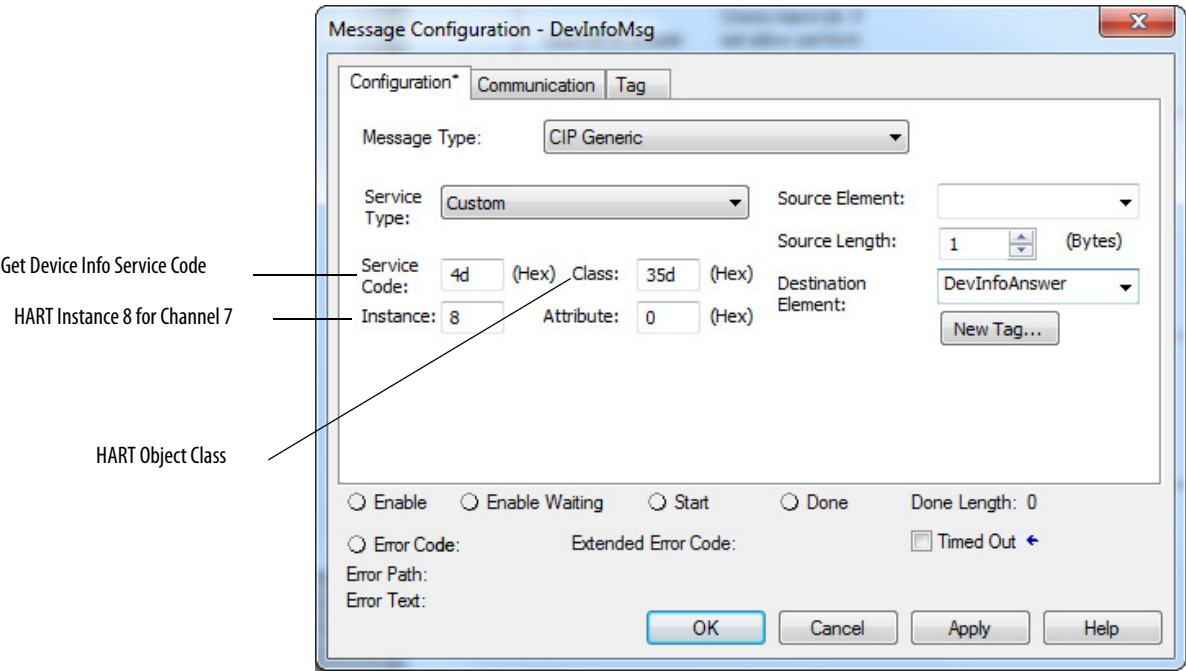 Message Configuration - DevInfoMsg
X
Configuration* Communication Tag
Message Type: CIP Generic
Service Type: Custom
Source Element:
Source Length: 1 (Bytes)
Get Device Info Service Code
Service Code: 4d (Hex) Class: 35d (Hex)
Destination Element: DevInfoAnswer
HART Instance 8 for Channel 7
Instance: 8 Attribute: 0 (Hex)
New Tag...
HART Object Class
Enable Enable Waiting Start Done Done Length: 0
Error Code: Extended Error Code: Timed Out
Error Path:
Error Text:
OK Cancel Apply Help